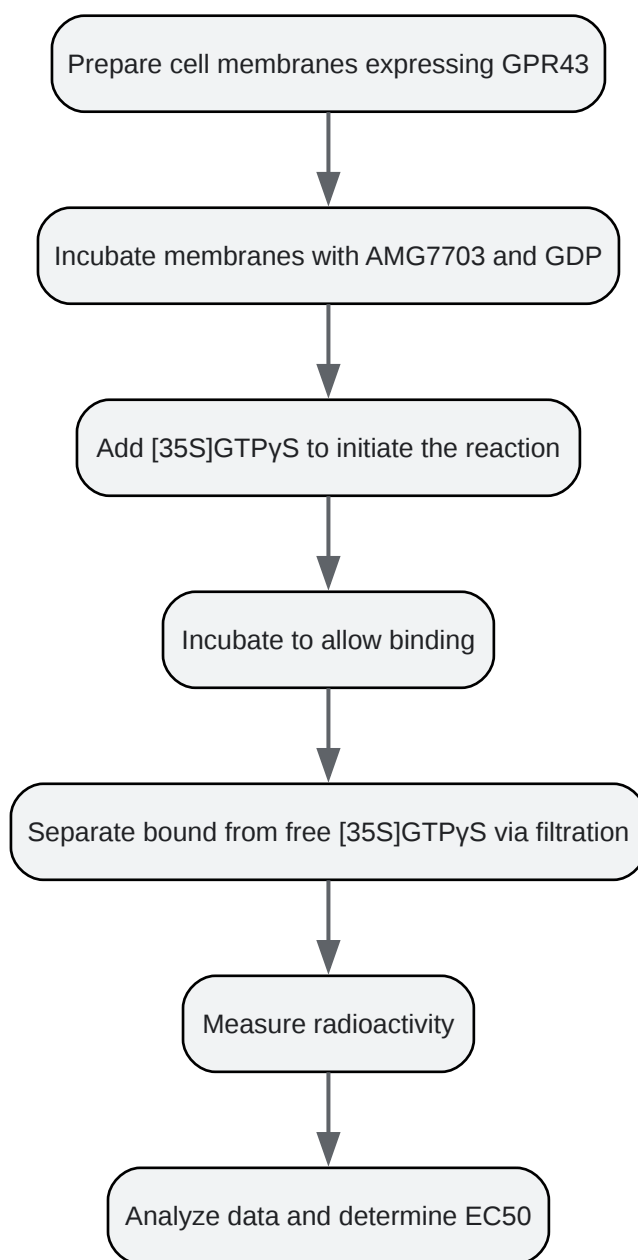 Prepare cell membranes expressing GPR43
Incubate membranes with AMG7703 and GDP
Add [35S]GTPγS to initiate the reaction
Incubate to allow binding
Separate bound from free [35S]GTPγS via filtration
Measure radioactivity
Analyze data and determine EC50